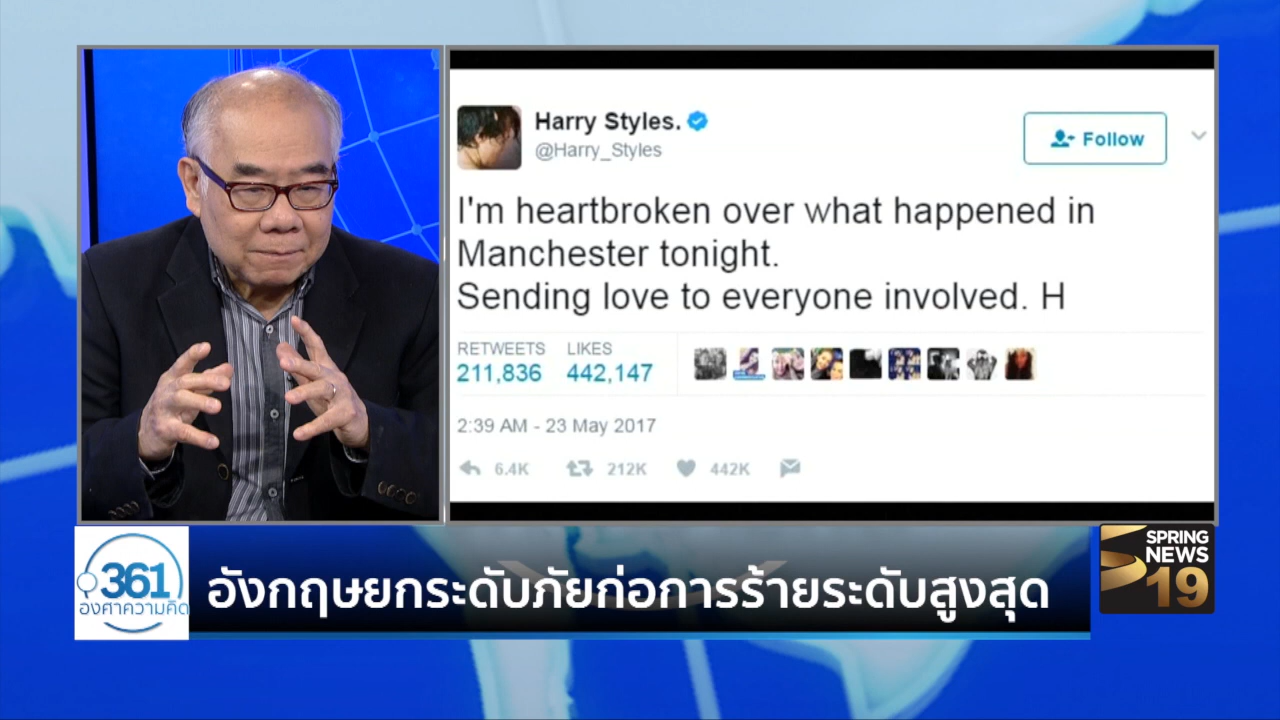 Harry Styles.
@Harry_Styles
Follow
I'm heartbroken over what happened in
Manchester tonight.
Sending love to everyone involved. H
RETWEETS LIKES
211,836 442,147
2:39 AM - 23 May 2017
6.4K 212K 442K
361
องศาความคิด
อังกฤษยกระดับภัยก่อการร้ายระดับสูงสุด
SPRING
NEWS
19